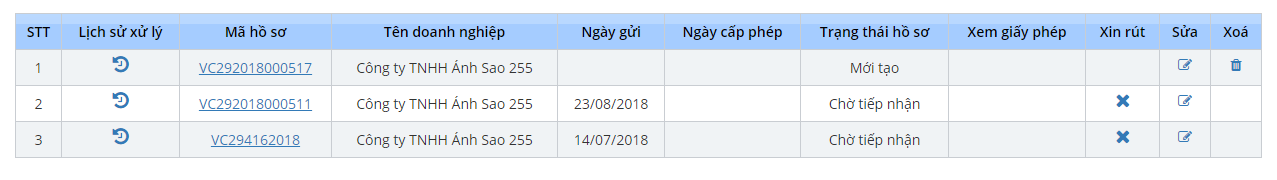 STT Lịch sử xử lý Mã hồ sơ Tên doanh nghiệp Ngày gửi Ngày cấp phép Trạng thái hồ sơ Xem giấy phép Xin rút Sửa Xoá
1 VC292018000517 Công ty TNHH Ánh Sao 255 Mới tạo
2 VC292018000511 Công ty TNHH Ánh Sao 255 23/08/2018 Chờ tiếp nhận
3 VC294162018 Công ty TNHH Ánh Sao 255 14/07/2018 Chờ tiếp nhận